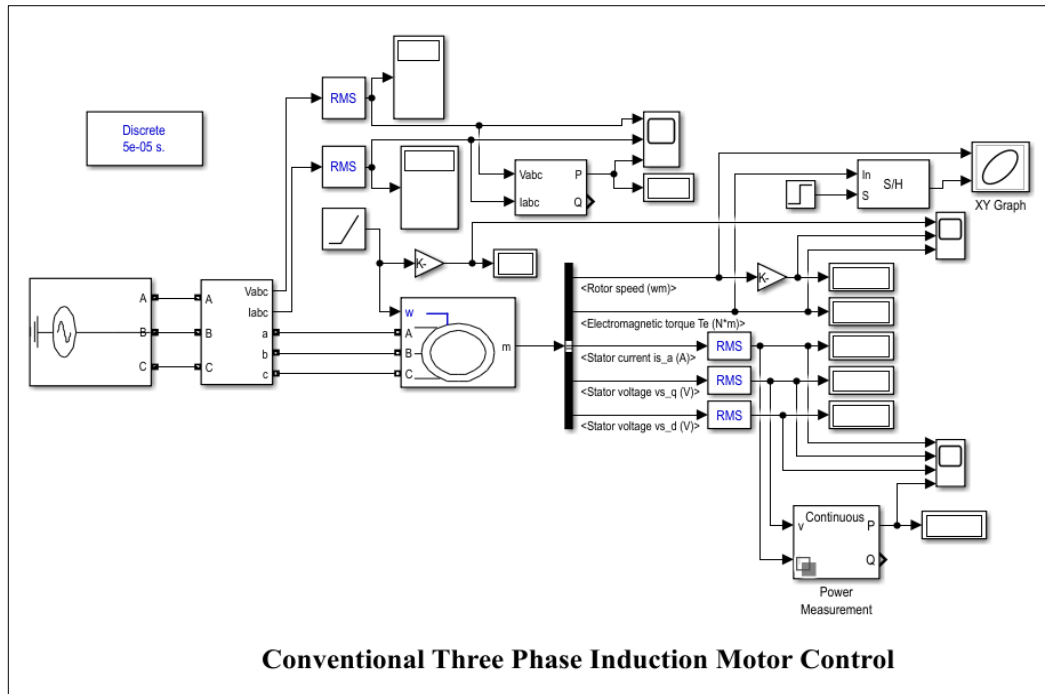 Discrete
5e-05 s.
RMS
RMS
Vabc
Iabc
P
Q
In
S
S/H
XY Graph
K-
K-
A
B
C
A
B
C
Vabc
Iabc
a
b
c
w
A
B
C
m
<Rotor speed (wm)>
<Electromagnetic torque Te (N*m)>
<Stator current is_a (A)>
RMS
<Stator voltage vs_q (V)>
RMS
<Stator voltage vs_d (V)>
RMS
Continuous
v
P
Q
Power
Measurement
Conventional Three Phase Induction Motor Control